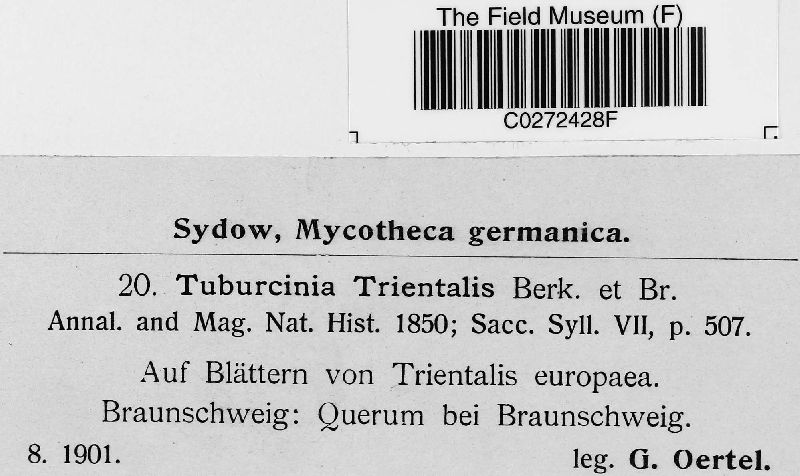 The Field Museum (F)
C0272428F
Sydow, Mycotheca germanica.
20. Tuburcinia Trientalis Berk. et Br.
Annal. and Mag. Nat. Hist. 1850; Sacc. Syll. VII, p. 507.
Auf Blättern von Trientalis europaea.
Braunschweig: Querum bei Braunschweig.
8. 1901. leg. G. Oertel.